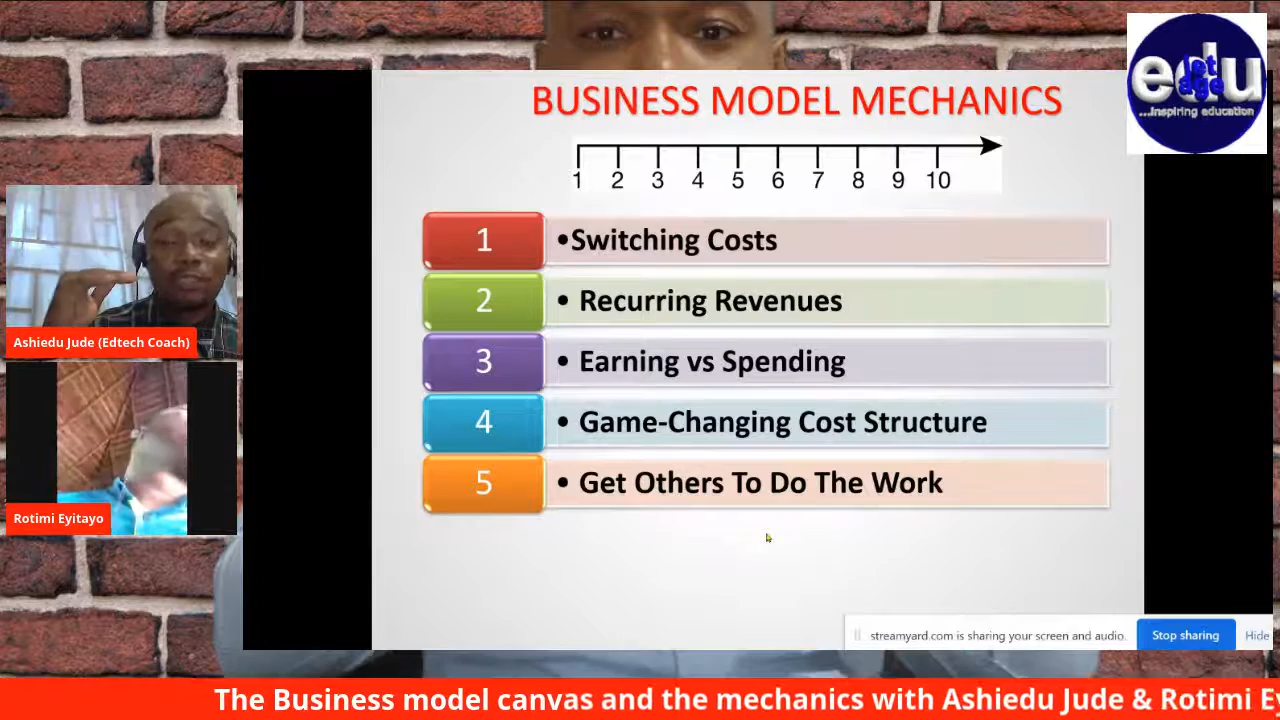 BUSINESS MODEL MECHANICS
1 2 3 4 5 6 7 8 9 10
1 •Switching Costs
2 • Recurring Revenues
3 • Earning vs Spending
4 • Game-Changing Cost Structure
5 • Get Others To Do The Work
edu
jet
age
...Inspiring education
Ashiedu Jude (Edtech Coach)
Rotimi Eyitayo
streamyard.com is sharing your screen and audio. Stop sharing Hide
The Business model canvas and the mechanics with Ashiedu Jude & Rotimi Ey